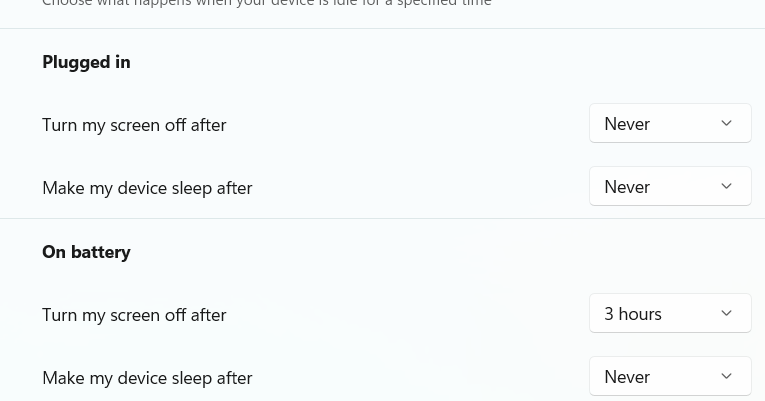 Choose what happens when your device is idle for a specified time
Plugged in
Turn my screen off after
Never
Make my device sleep after
Never
On battery
Turn my screen off after
3 hours
Make my device sleep after
Never